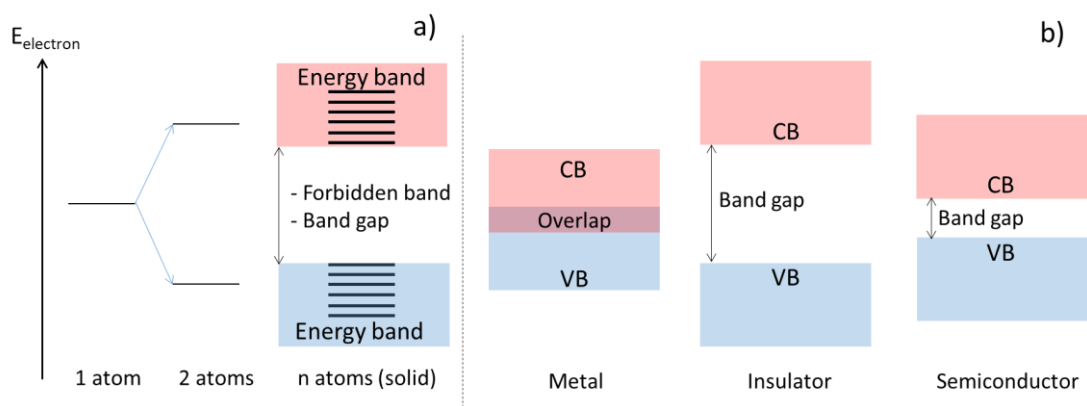 E_electron
a)
Energy band
- Forbidden band
- Band gap
Energy band
1 atom
2 atoms
n atoms (solid)
b)
CB
Overlap
VB
Metal
CB
Band gap
VB
Insulator
CB
Band gap
VB
Semiconductor